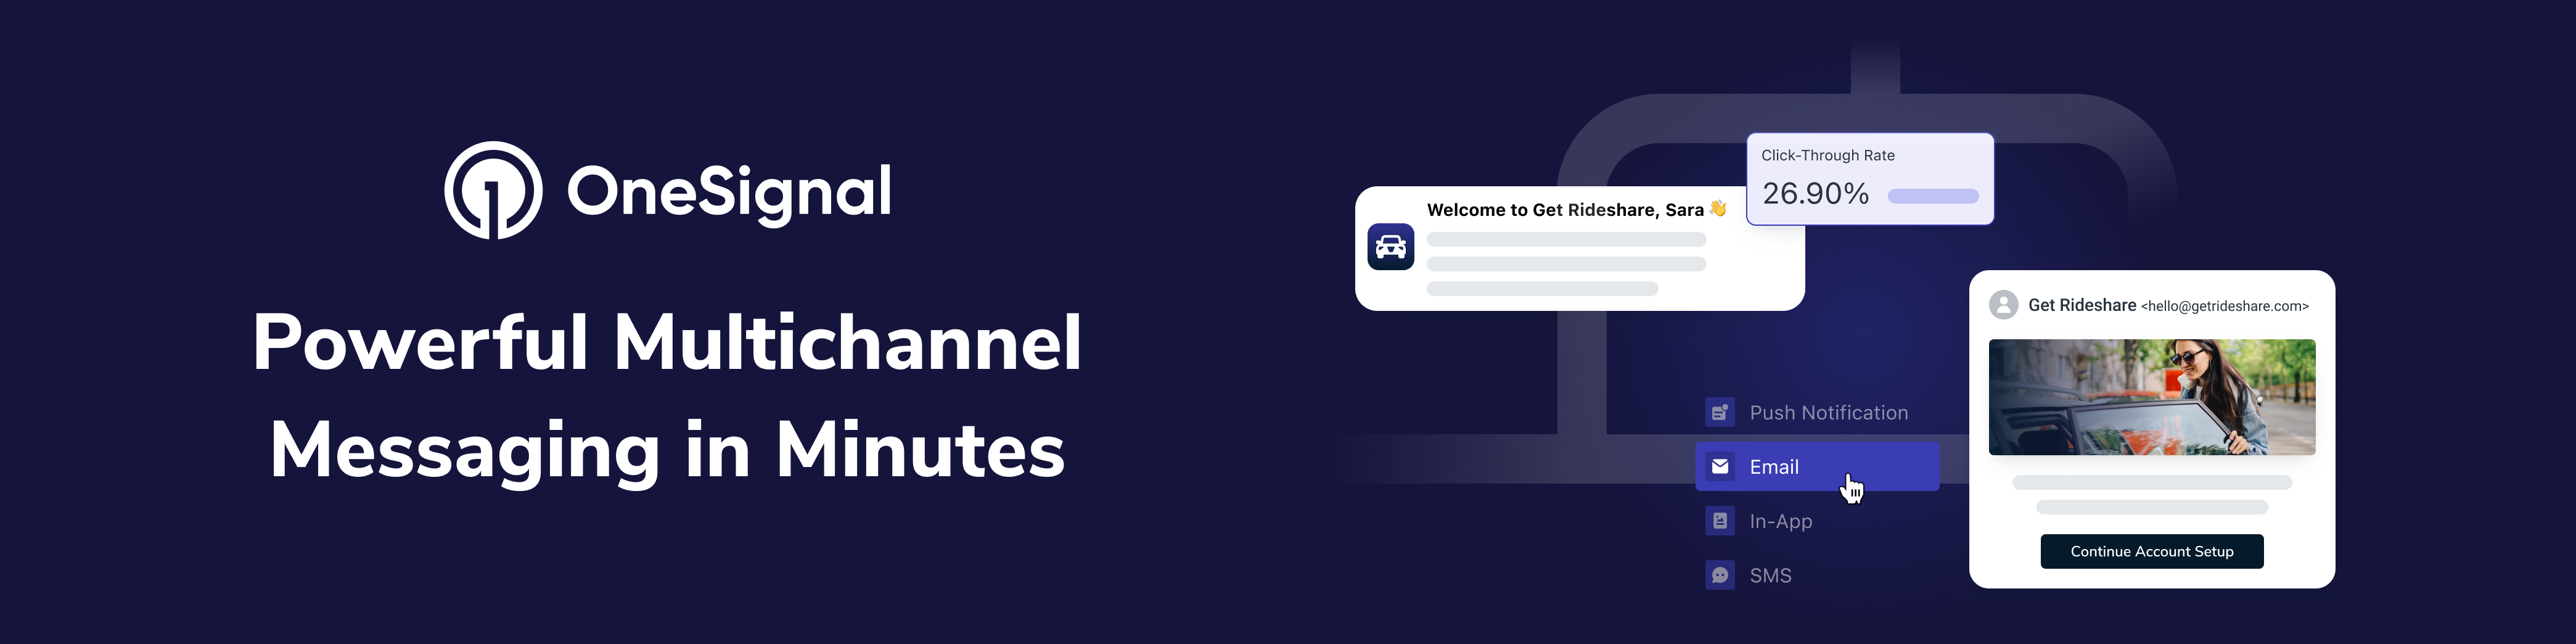 OneSignal
Powerful Multichannel
Messaging in Minutes
Click-Through Rate
26.90%
Welcome to Get Rideshare, Sara 👋
Get Rideshare <hello@getrideshare.com>
Push Notification
Email
In-App
SMS
Continue Account Setup